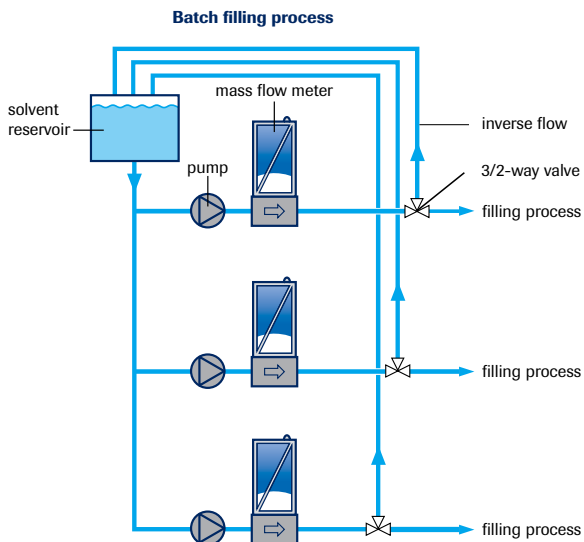 Batch filling process
mass flow meter
solvent
reservoir
inverse flow
pump
3/2-way valve
filling process
filling process
filling process